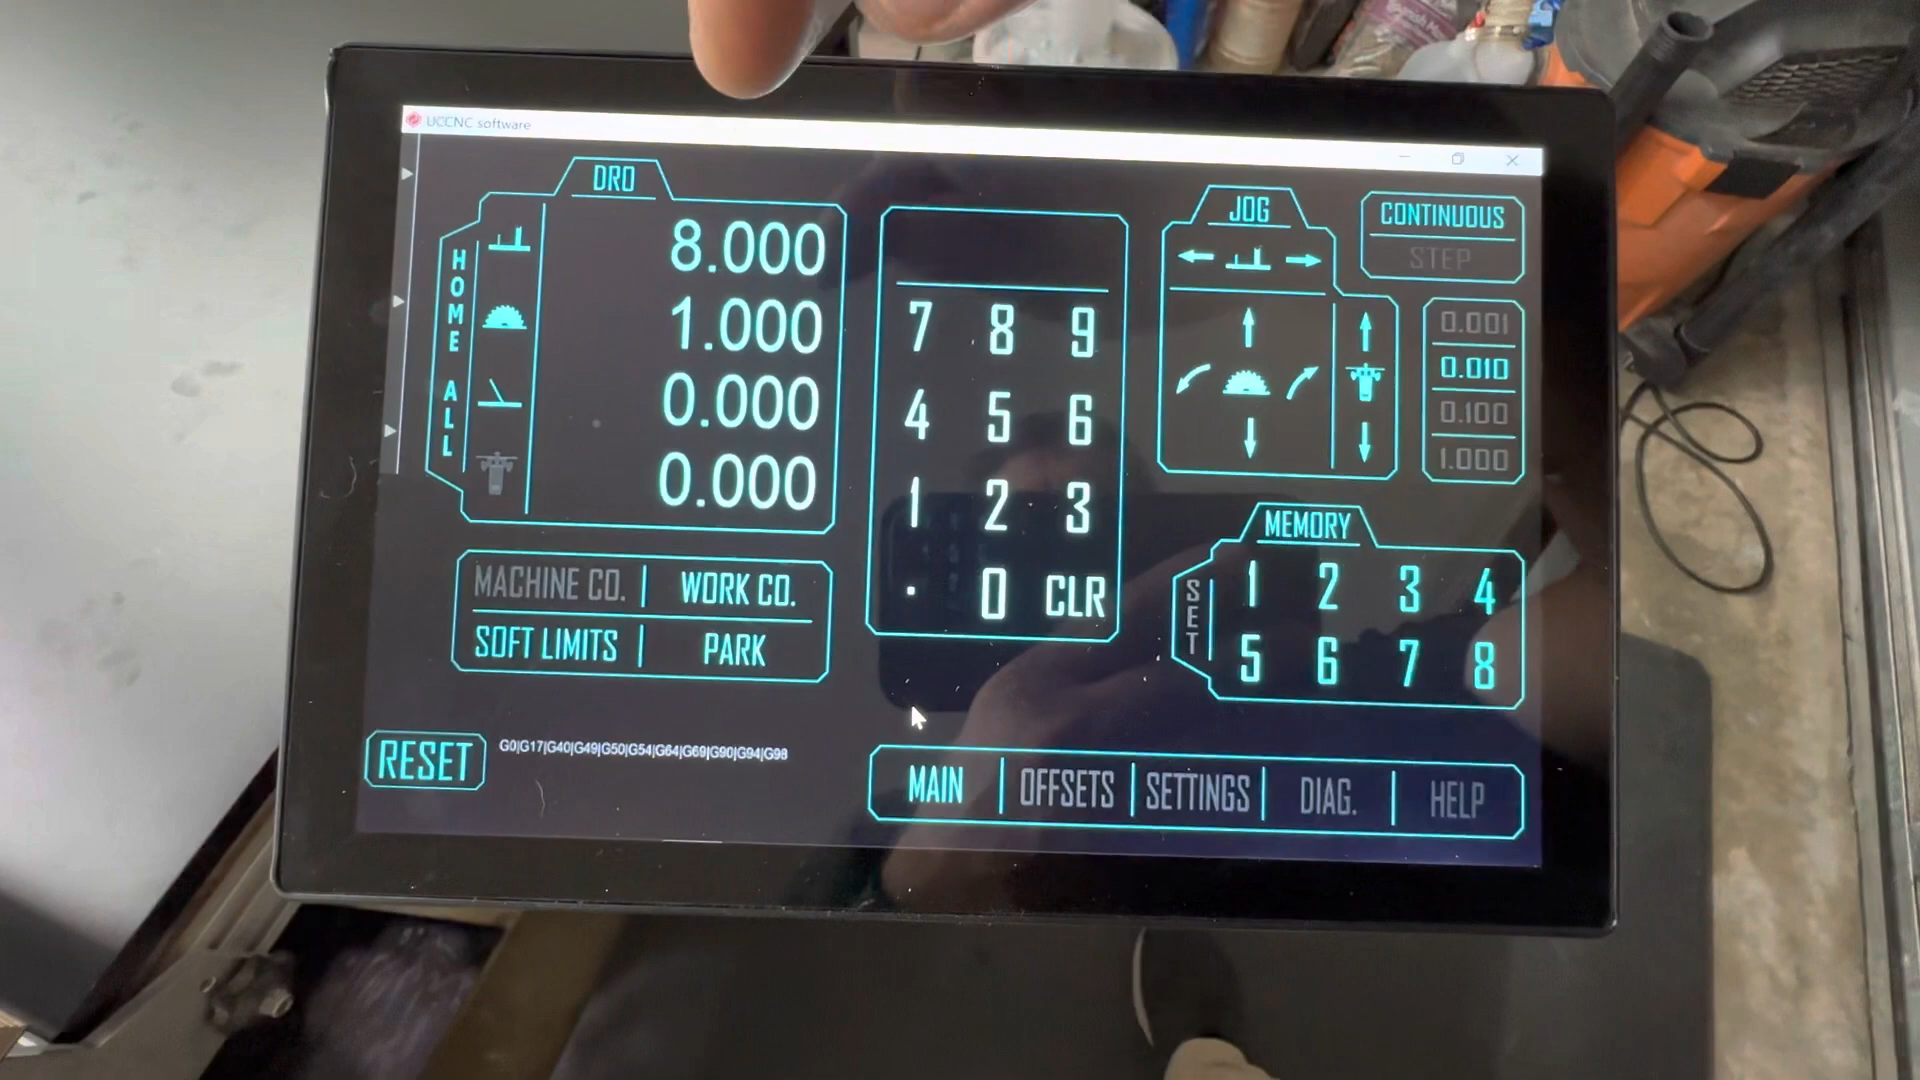 UCCNC software
DRO
HOME ALL
8.000
1.000
0.000
0.000
MACHINE CO. WORK CO.
SOFT LIMITS PARK
RESET
G0|G17|G40|G49|G50|G54|G64|G69|G90|G94|G98
7 8 9
4 5 6
1 2 3
. 0 CLR
JOG
CONTINUOUS
STEP
0.001
0.010
0.100
1.000
MEMORY
SET
1 2 3 4
5 6 7 8
MAIN OFFSETS SETTINGS DIAG. HELP